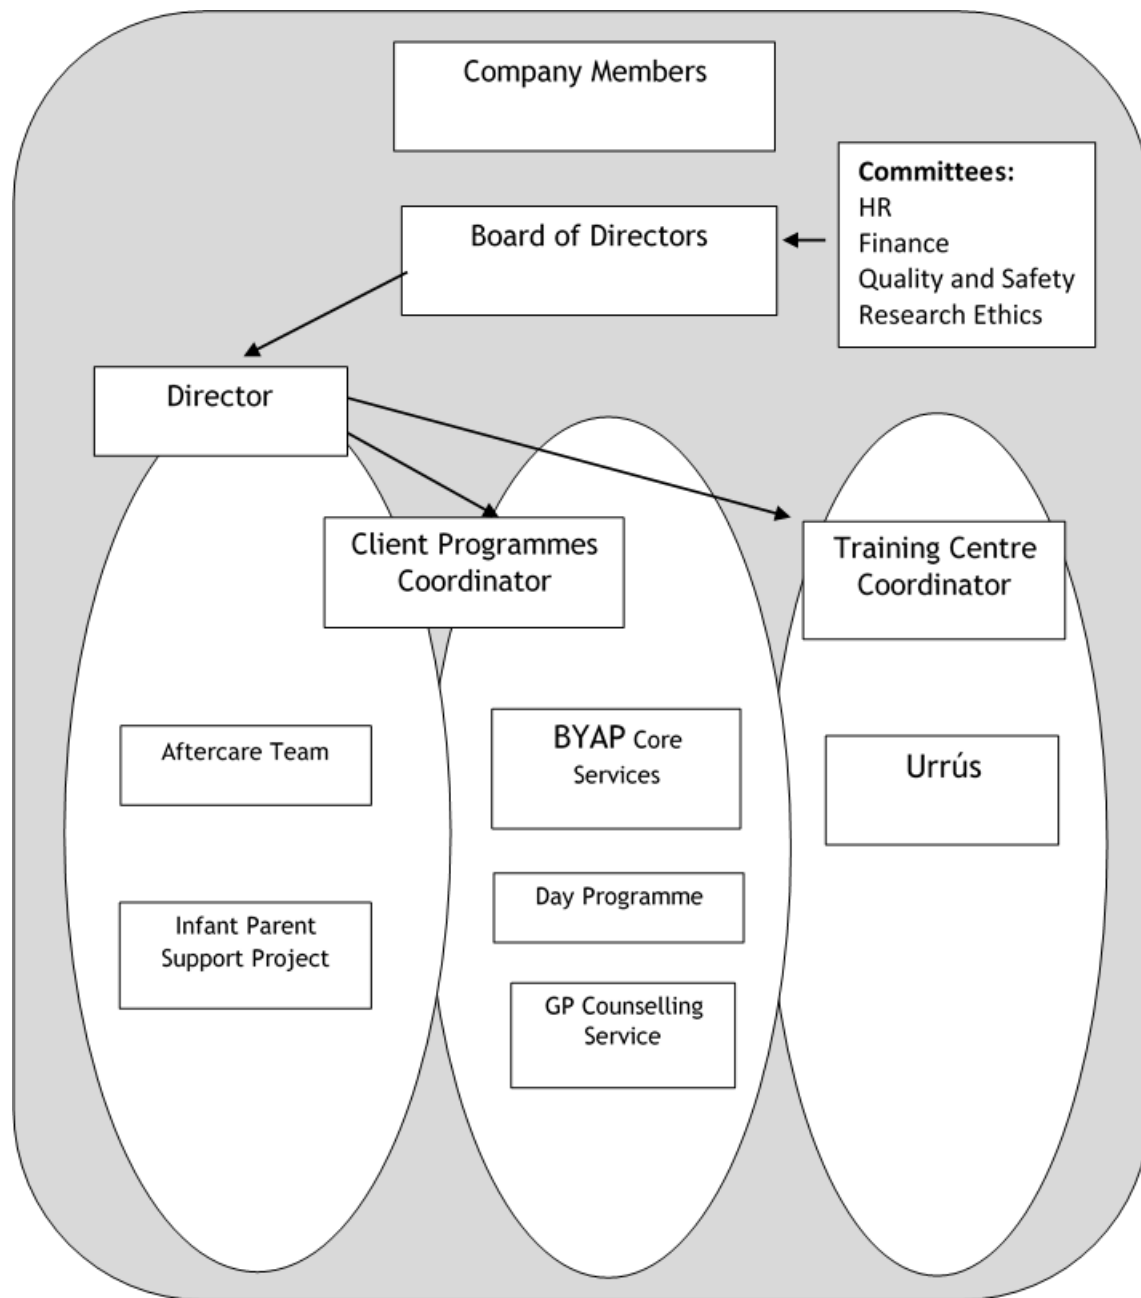 Company Members
Committees:
HR
Finance
Quality and Safety
Research Ethics
Board of Directors
Director
Client Programmes
Coordinator
Training Centre
Coordinator
Aftercare Team
Infant Parent
Support Project
BYAP Core
Services
Day Programme
GP Counselling
Service
Urrús